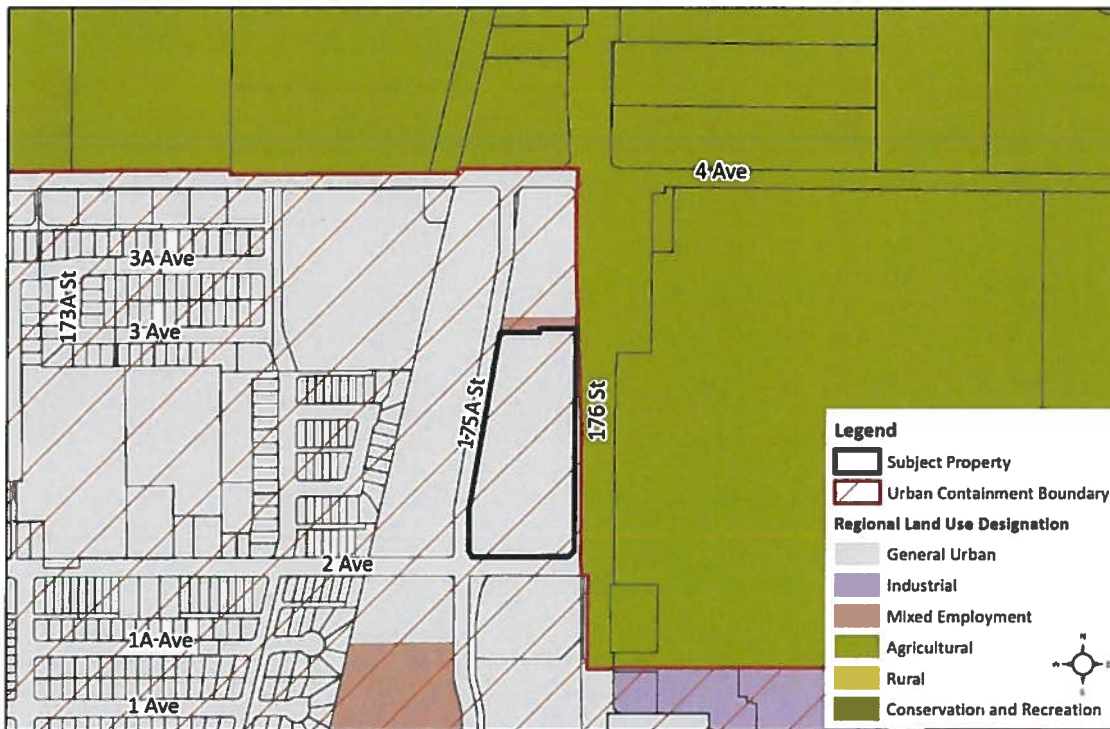 4 Ave
3A Ave
173A St
3 Ave
175A St
176 St
2 Ave
1A-Ave
1 Ave
Legend
Subject Property
Urban Containment Boundary
Regional Land Use Designation
General Urban
Industrial
Mixed Employment
Agricultural
Rural
Conservation and Recreation
N